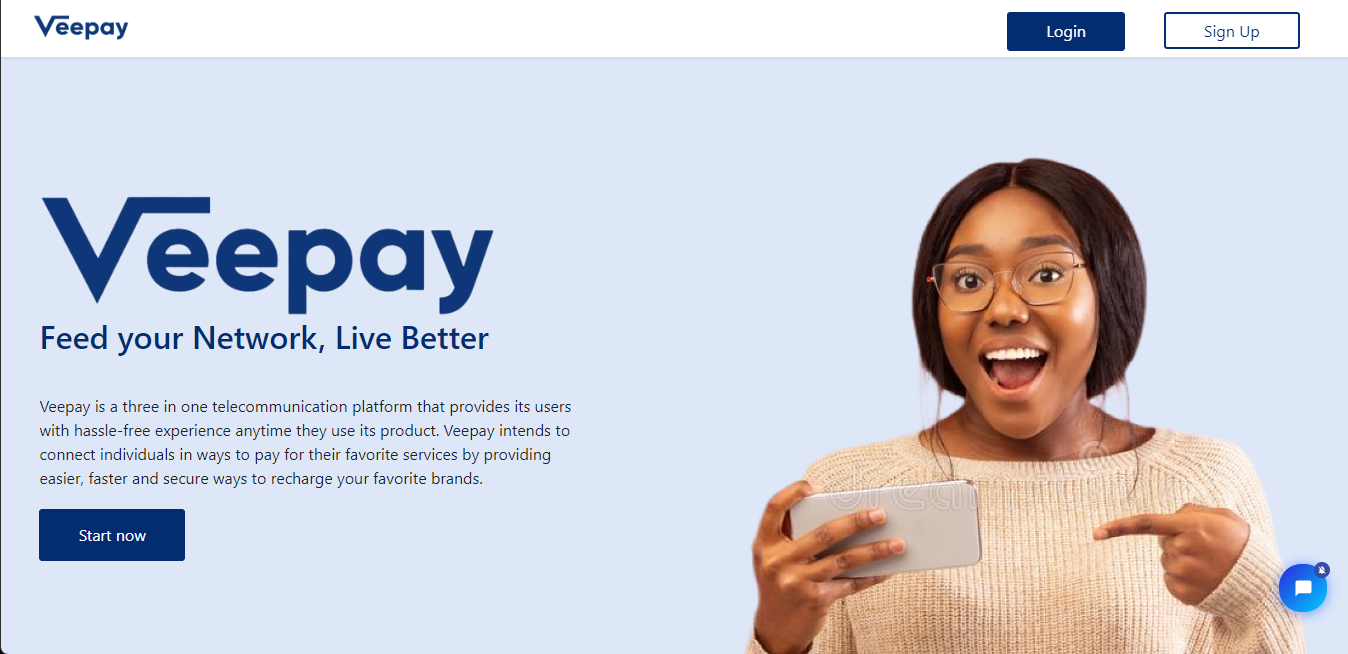 Veepay
Login
Sign Up
Veepay
Feed your Network, Live Better
Veepay is a three in one telecommunication platform that provides its users
with hassle-free experience anytime they use its product. Veepay intends to
connect individuals in ways to pay for their favorite services by providing
easier, faster and secure ways to recharge your favorite brands.
Start now